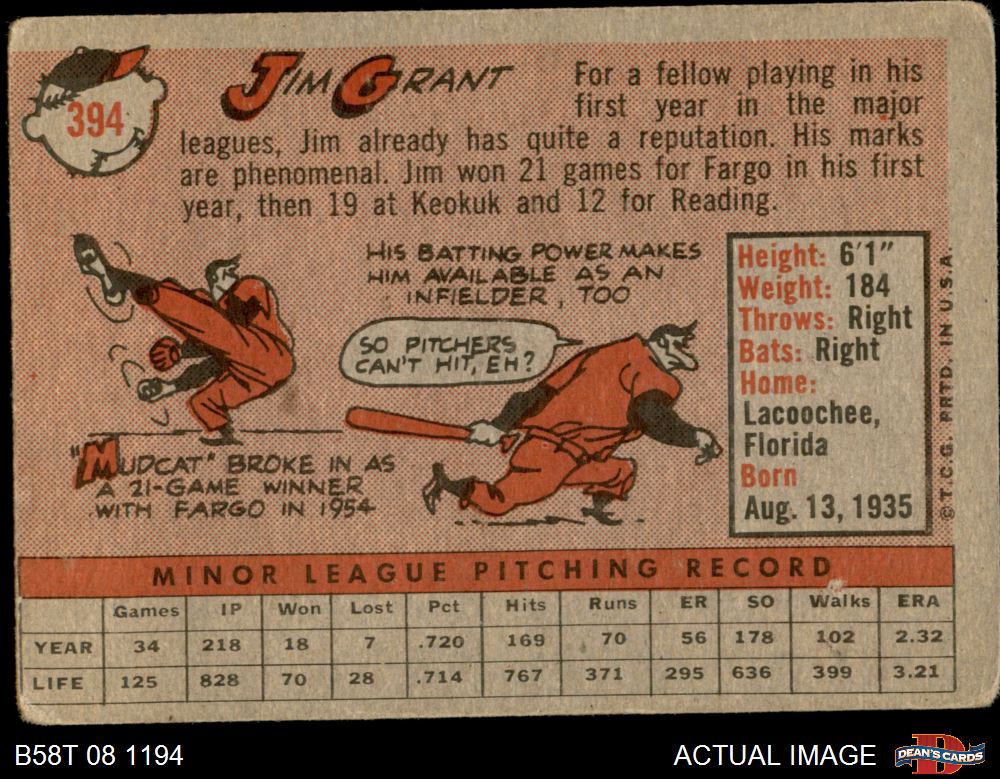 394
JIM GRANT
For a fellow playing in his
first year in the major
leagues, Jim already has quite a reputation. His marks
are phenomenal. Jim won 21 games for Fargo in his first
year, then 19 at Keokuk and 12 for Reading.
HIS BATTING POWER MAKES
HIM AVAILABLE AS AN
INFIELDER, TOO
SO PITCHERS
CAN'T HIT, EH?
"MUDCAT" BROKE IN AS
A 21-GAME WINNER
WITH FARGO IN 1954
Height: 6'1"
Weight: 184
Throws: Right
Bats: Right
Home:
Lacoochee,
Florida
Born
Aug. 13, 1935
© T.C.G. PRTD. IN U.S.A.
MINOR LEAGUE PITCHING RECORD
Games IP Won Lost Pct Hits Runs ER SO Walks ERA
YEAR 34 218 18 7 .720 169 70 56 178 102 2.32
LIFE 125 828 70 28 .714 767 371 295 636 399 3.21
B58T 08 1194
ACTUAL IMAGE
D
DEAN'S CARDS